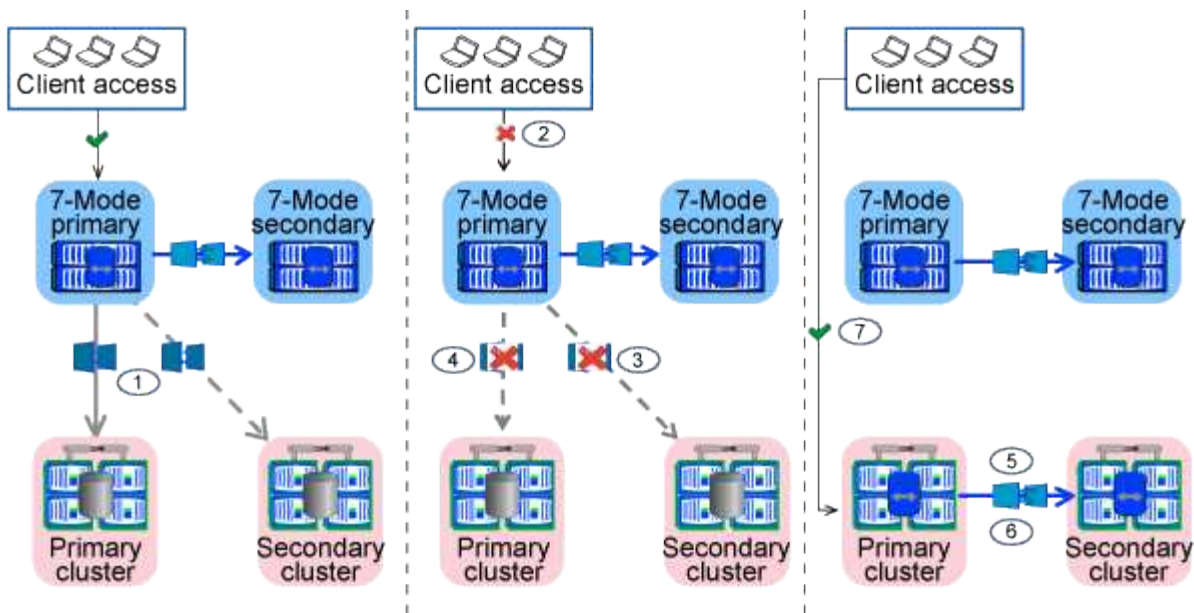 Client access
7-Mode
primary
7-Mode
secondary
1
Primary
cluster
Secondary
cluster
Client access
2
7-Mode
primary
7-Mode
secondary
4
3
Primary
cluster
Secondary
cluster
Client access
7-Mode
primary
7-Mode
secondary
7
5
6
Primary
cluster
Secondary
cluster